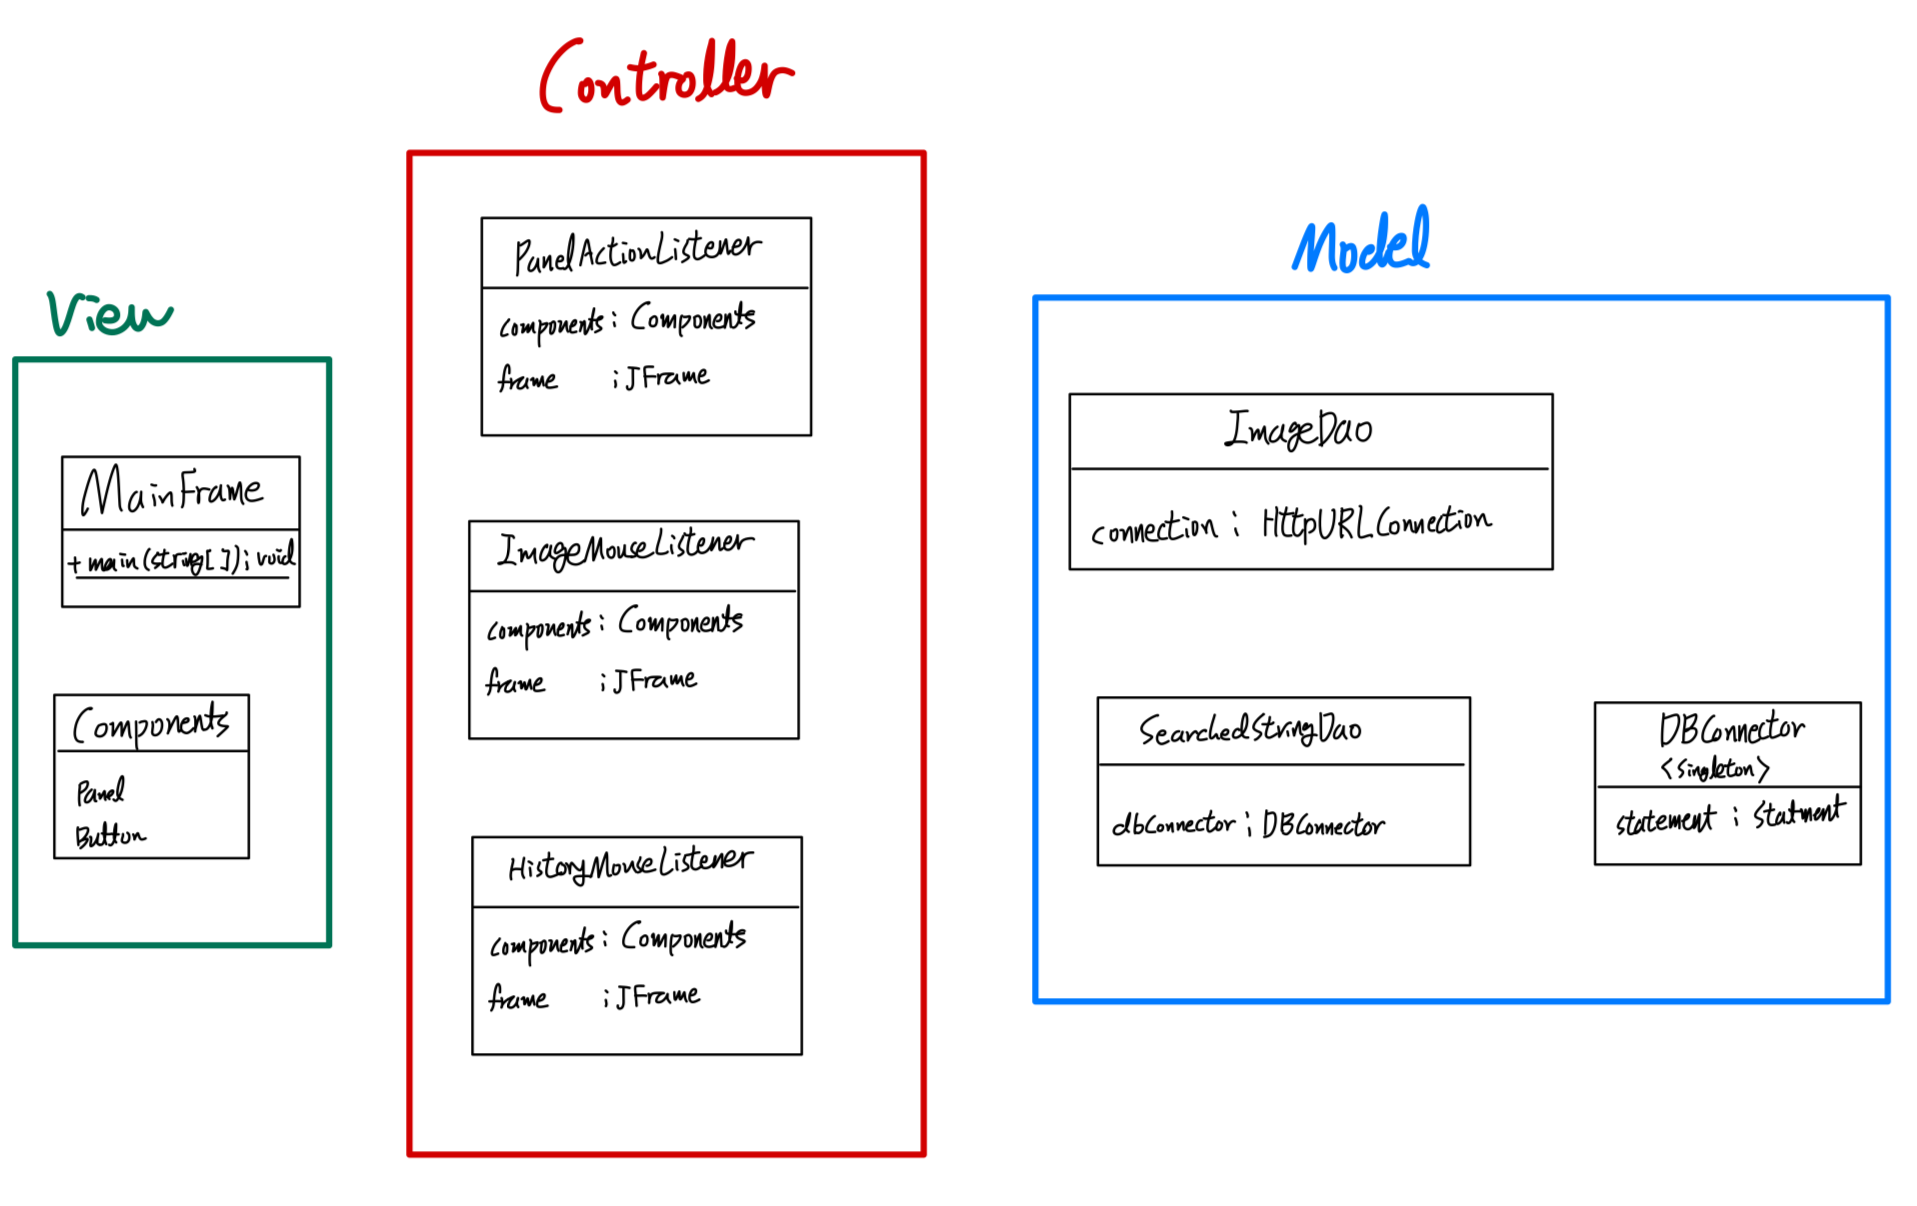 View
MainFrame
+ main (string[ ]) ; void
Components
Panel
Button
Controller
PanelActionListener
components : Components
frame ; JFrame
ImageMouseListener
components : Components
frame ; JFrame
HistoryMouseListener
components : Components
frame ; JFrame
Model
ImageDao
connection : HttpURLConnection
SearchedStringDao
dbConnector ; DBConnector
DBConnector
<singleton>
statement : Statment